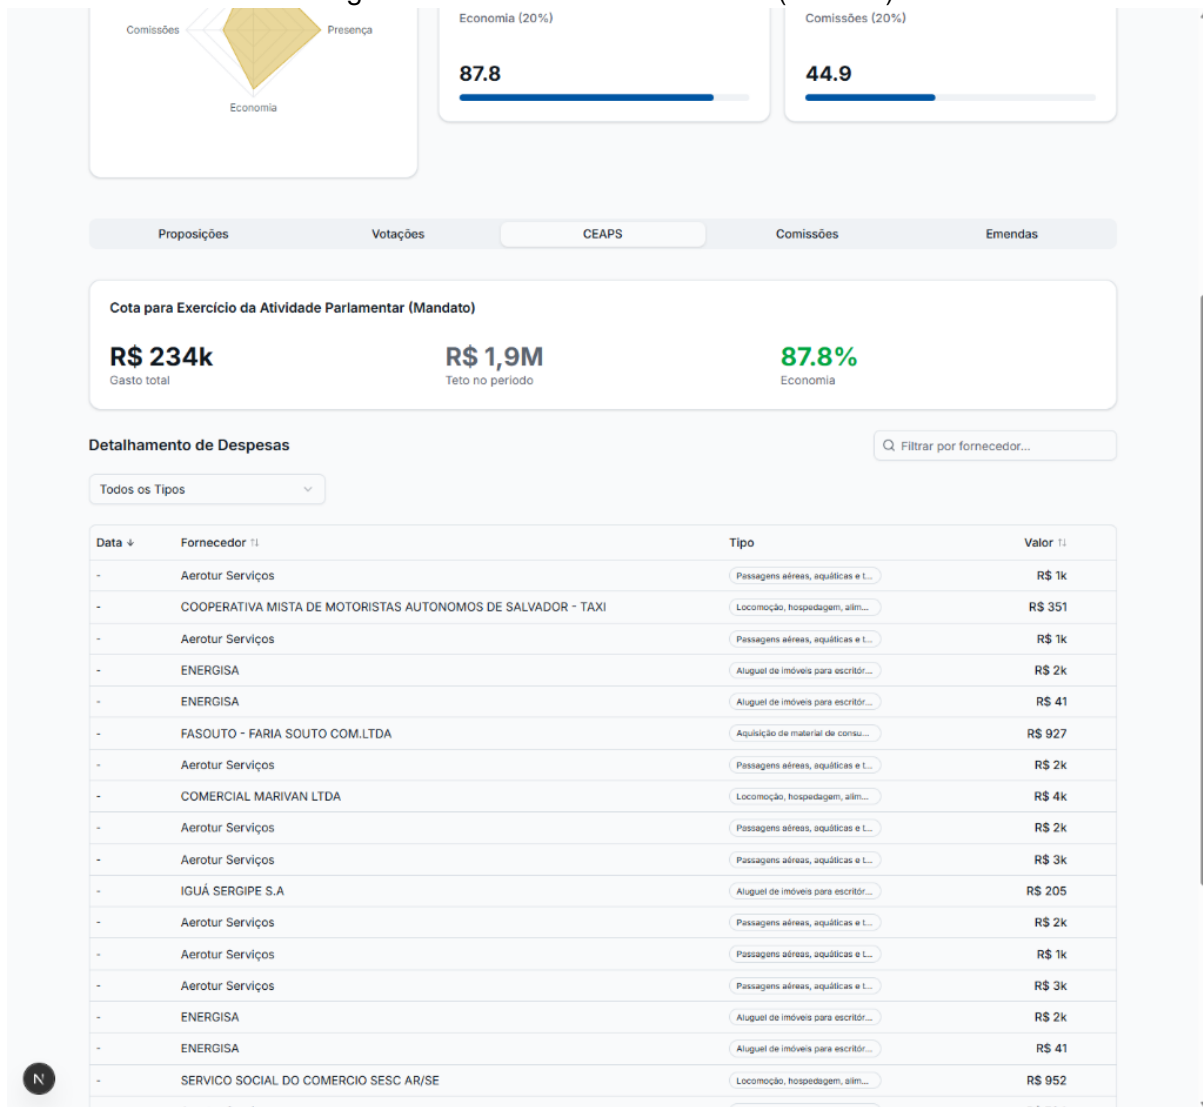 Economia (20%)
Comissões (20%)
Comissões
Presença
87.8
44.9
Economia
Proposições Votações CEAPS Comissões Emendas
Cota para Exercício da Atividade Parlamentar (Mandato)
R$ 234k R$ 1,9M 87.8%
Gasto total Teto no período Economia
Detalhamento de Despesas
Filtrar por fornecedor...
Todos os Tipos
Data ↓ Fornecedor ↑↓ Tipo Valor ↑↓
- Aerotur Serviços Passagens aéreas, aquáticas e t... R$ 1k
- COOPERATIVA MISTA DE MOTORISTAS AUTONOMOS DE SALVADOR - TAXI Locomoção, hospedagem, alim... R$ 351
- Aerotur Serviços Passagens aéreas, aquáticas e t... R$ 1k
- ENERGISA Aluguel de imóveis para escritór... R$ 2k
- ENERGISA Aluguel de imóveis para escritór... R$ 41
- FASOUTO - FARIA SOUTO COM.LTDA Aquisição de material de consu... R$ 927
- Aerotur Serviços Passagens aéreas, aquáticas e t... R$ 2k
- COMERCIAL MARIVAN LTDA Locomoção, hospedagem, alim... R$ 4k
- Aerotur Serviços Passagens aéreas, aquáticas e t... R$ 2k
- Aerotur Serviços Passagens aéreas, aquáticas e t... R$ 3k
- IGUÁ SERGIPE S.A Aluguel de imóveis para escritór... R$ 205
- Aerotur Serviços Passagens aéreas, aquáticas e t... R$ 2k
- Aerotur Serviços Passagens aéreas, aquáticas e t... R$ 1k
- Aerotur Serviços Passagens aéreas, aquáticas e t... R$ 3k
- ENERGISA Aluguel de imóveis para escritór... R$ 2k
- ENERGISA Aluguel de imóveis para escritór... R$ 41
N
- SERVICO SOCIAL DO COMERCIO SESC AR/SE Locomoção, hospedagem, alim... R$ 952